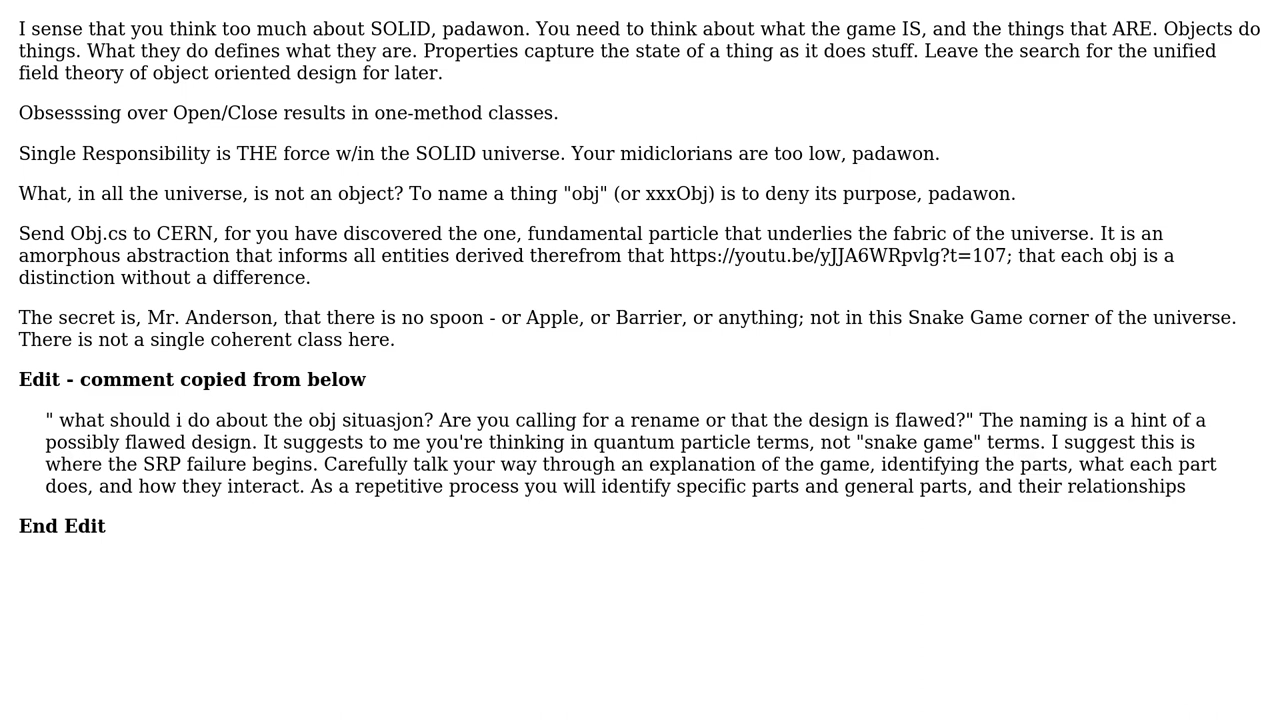 I sense that you think too much about SOLID, padawon. You need to think about what the game IS, and the things that ARE. Objects do
things. What they do defines what they are. Properties capture the state of a thing as it does stuff. Leave the search for the unified
field theory of object oriented design for later.
Obsesssing over Open/Close results in one-method classes.
Single Responsibility is THE force w/in the SOLID universe. Your midiclorians are too low, padawon.
What, in all the universe, is not an object? To name a thing "obj" (or xxxObj) is to deny its purpose, padawon.
Send Obj.cs to CERN, for you have discovered the one, fundamental particle that underlies the fabric of the universe. It is an
amorphous abstraction that informs all entities derived therefrom that https://youtu.be/yJJA6WRpvlg?t=107; that each obj is a
distinction without a difference.
The secret is, Mr. Anderson, that there is no spoon - or Apple, or Barrier, or anything; not in this Snake Game corner of the universe.
There is not a single coherent class here.
Edit - comment copied from below
" what should i do about the obj situasjon? Are you calling for a rename or that the design is flawed?" The naming is a hint of a
possibly flawed design. It suggests to me you're thinking in quantum particle terms, not "snake game" terms. I suggest this is
where the SRP failure begins. Carefully talk your way through an explanation of the game, identifying the parts, what each part
does, and how they interact. As a repetitive process you will identify specific parts and general parts, and their relationships
End Edit